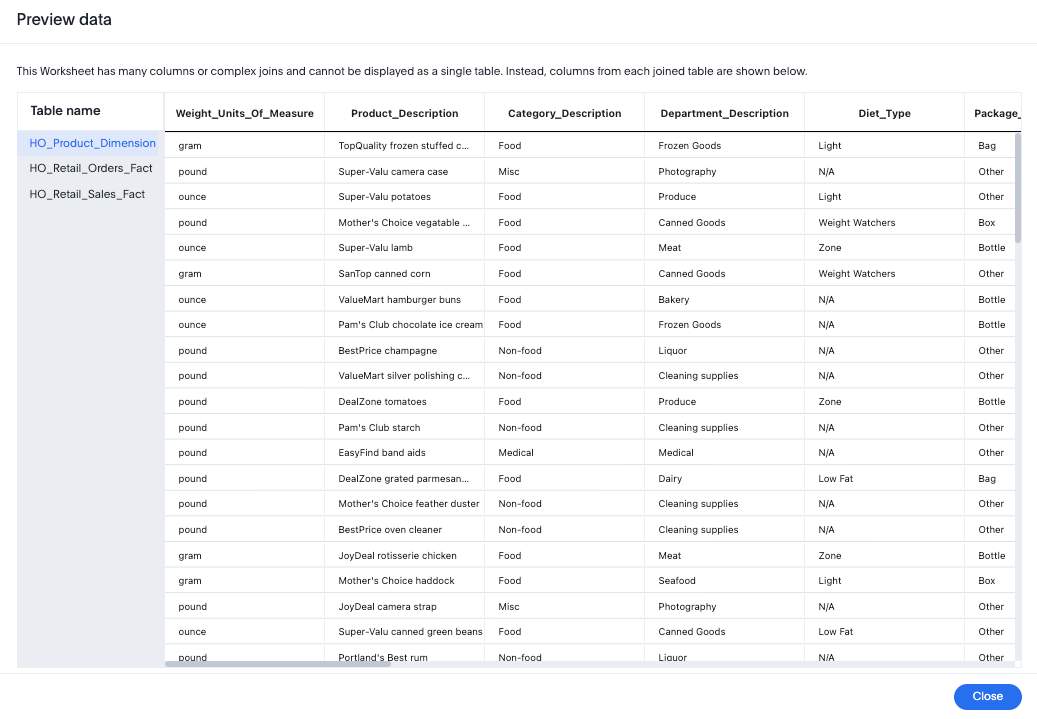 Preview data
This Worksheet has many columns or complex joins and cannot be displayed as a single table. Instead, columns from each joined table are shown below.
Table name
HO_Product_Dimension
HO_Retail_Orders_Fact
HO_Retail_Sales_Fact
Weight_Units_Of_Measure Product_Description Category_Description Department_Description Diet_Type Package_
gram TopQuality frozen stuffed c... Food Frozen Goods Light Bag
pound Super-Valu camera case Misc Photography N/A Other
ounce Super-Valu potatoes Food Produce Light Other
pound Mother's Choice vegatable ... Food Canned Goods Weight Watchers Box
ounce Super-Valu lamb Food Meat Zone Bottle
gram SanTop canned corn Food Canned Goods Weight Watchers Other
ounce ValueMart hamburger buns Food Bakery N/A Bottle
ounce Pam's Club chocolate ice cream Food Frozen Goods N/A Bottle
pound BestPrice champagne Non-food Liquor N/A Other
pound ValueMart silver polishing c... Non-food Cleaning supplies N/A Other
pound DealZone tomatoes Food Produce Zone Bottle
pound Pam's Club starch Non-food Cleaning supplies N/A Other
pound EasyFind band aids Medical Medical N/A Other
pound DealZone grated parmesan... Food Dairy Low Fat Bag
pound Mother's Choice feather duster Non-food Cleaning supplies N/A Other
pound BestPrice oven cleaner Non-food Cleaning supplies N/A Other
gram JoyDeal rotisserie chicken Food Meat Zone Bottle
gram Mother's Choice haddock Food Seafood Light Box
pound JoyDeal camera strap Misc Photography N/A Other
ounce Super-Valu canned green beans Food Canned Goods Low Fat Other
pound Portland's Best rum Non-food Liquor N/A Other
Close